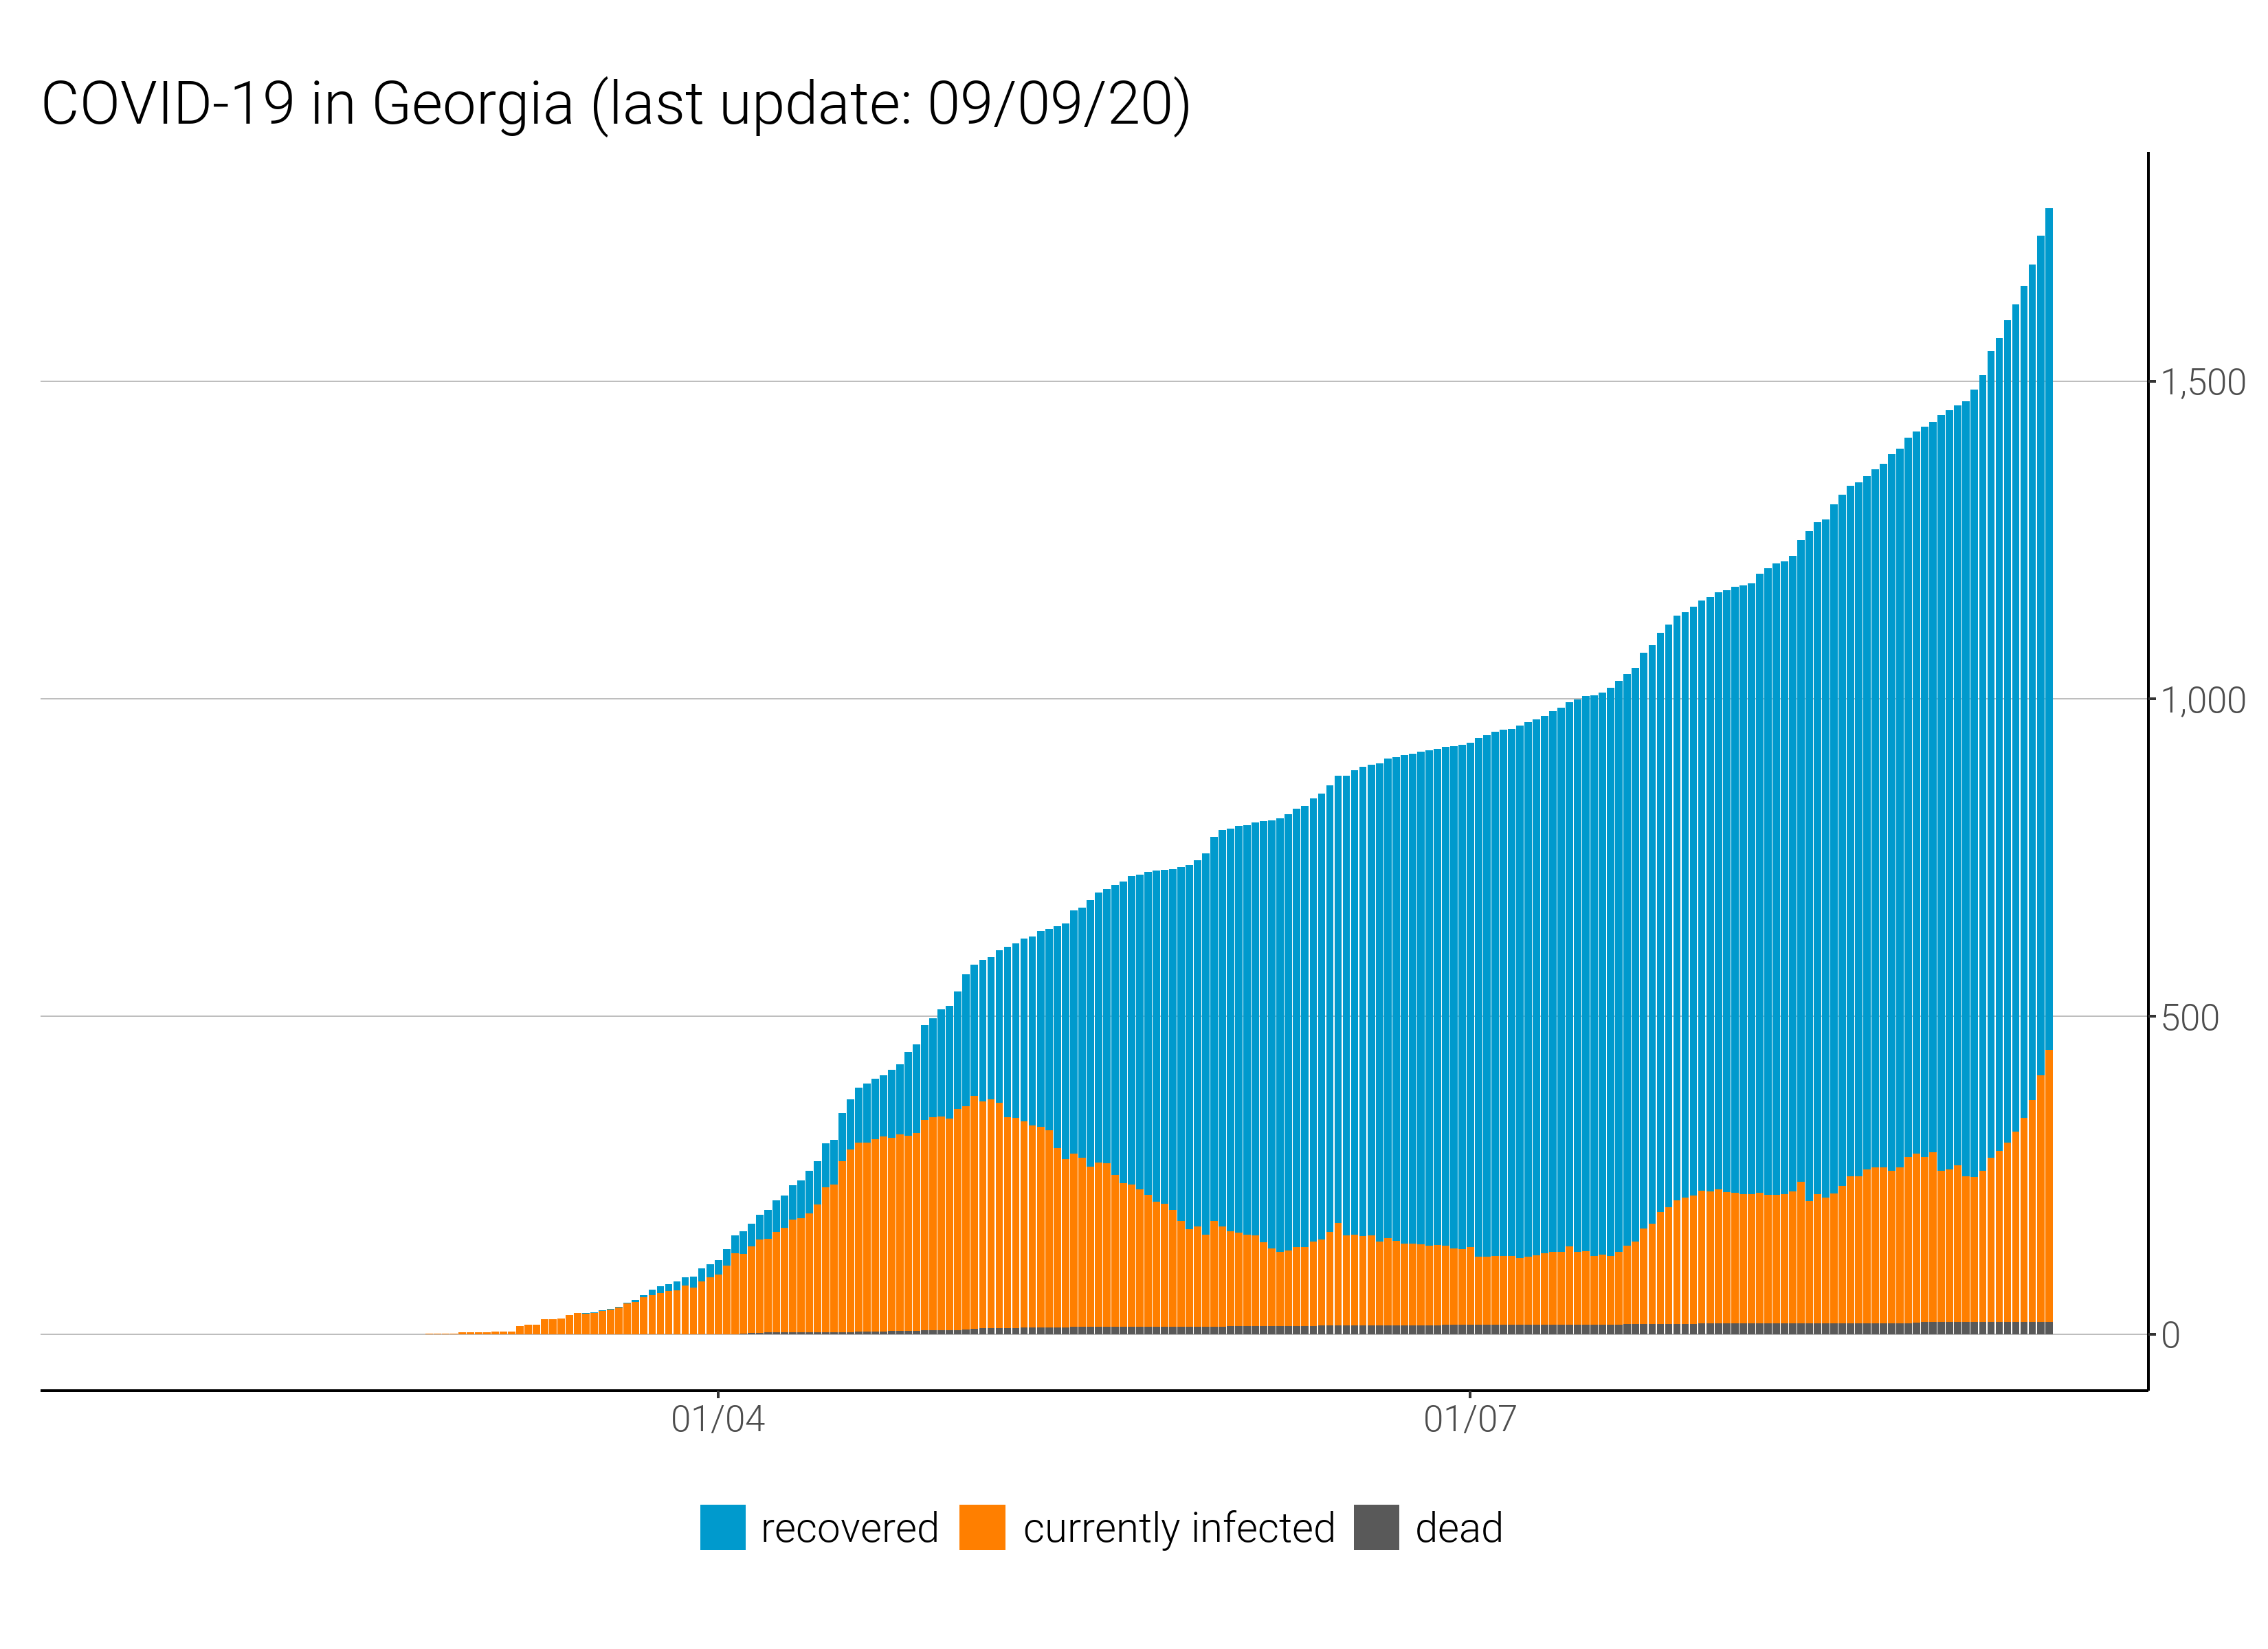 COVID-19 in Georgia (last update: 09/09/20)
1,500
1,000
500
0
01/04 01/07
recovered currently infected dead